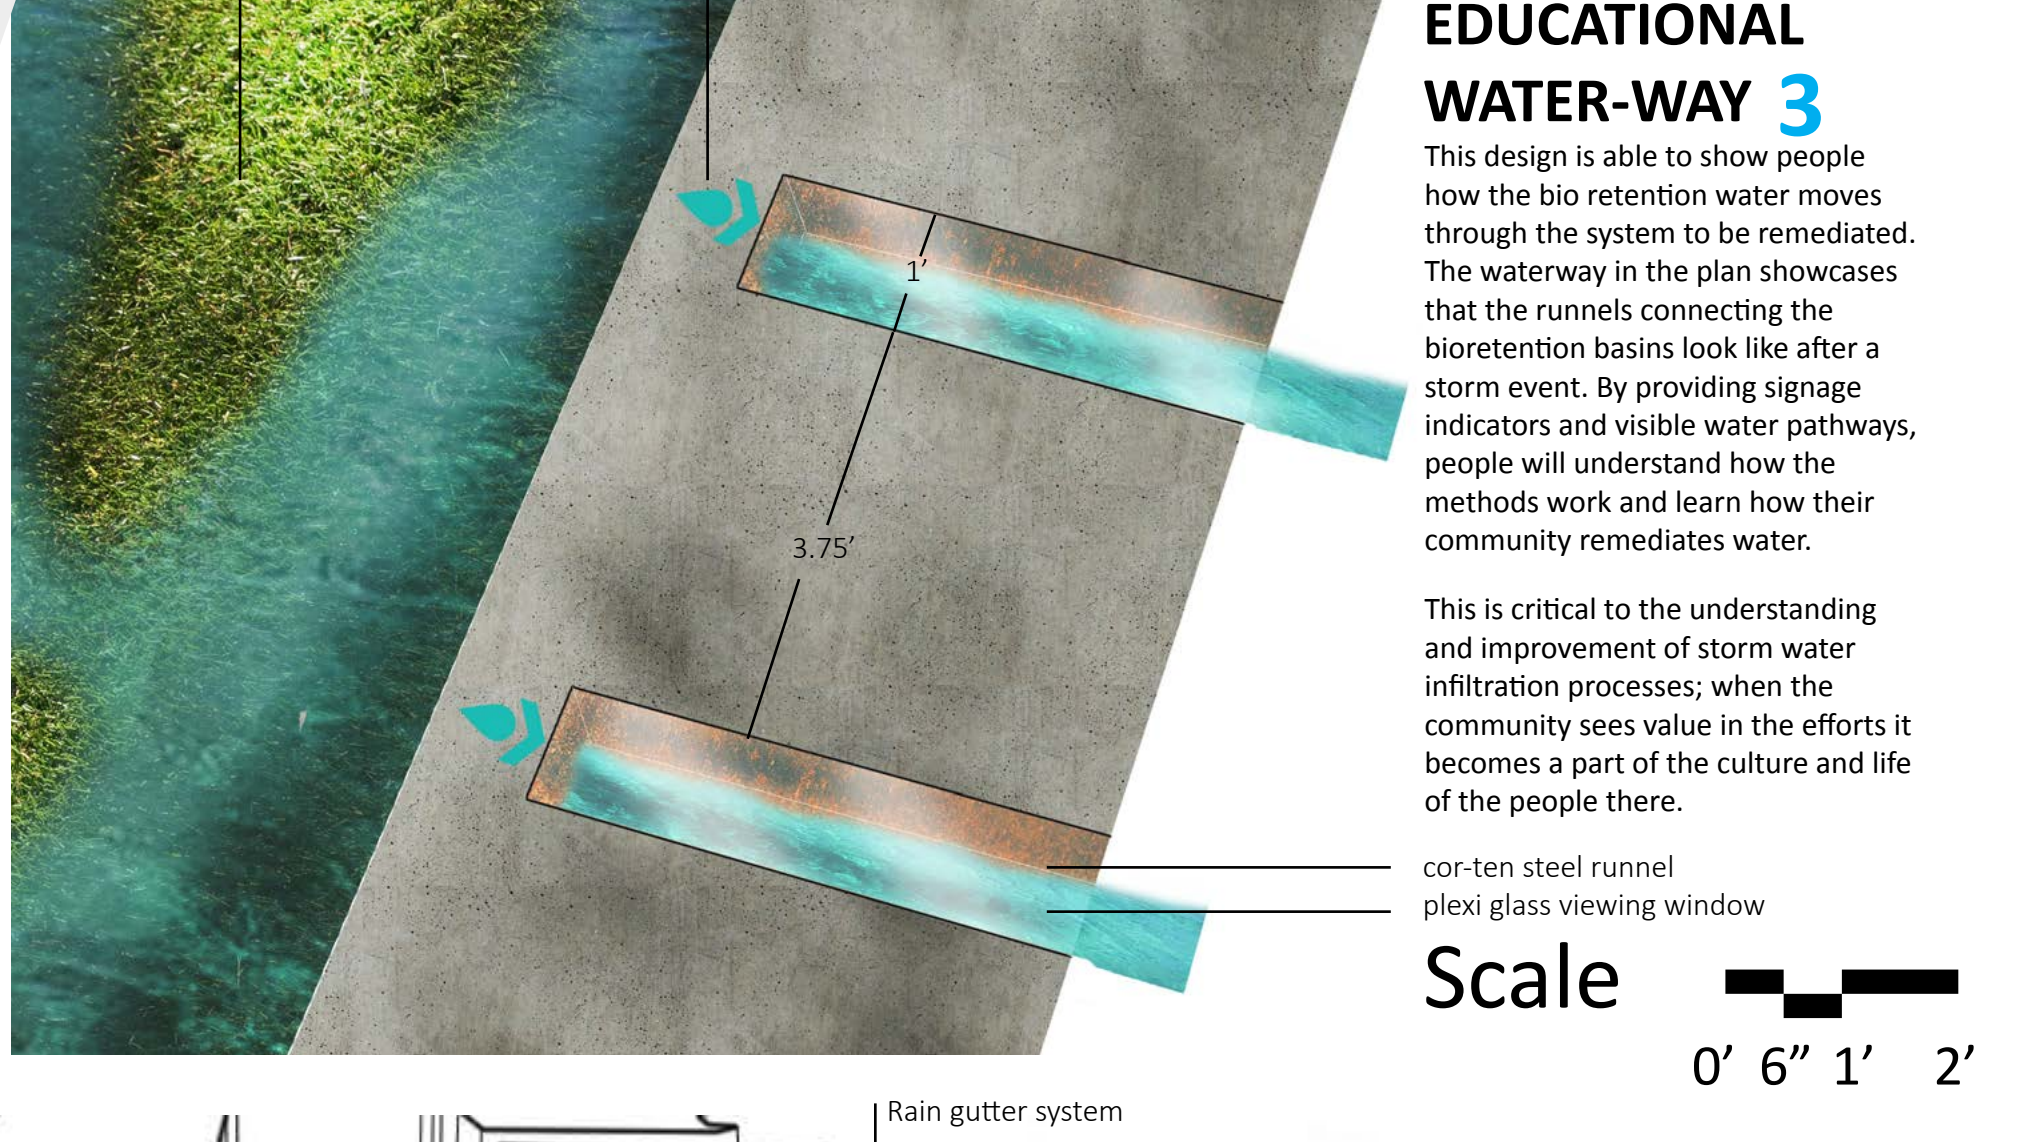 EDUCATIONAL
WATER-WAY 3
This design is able to show people
how the bio retention water moves
through the system to be remediated.
The waterway in the plan showcases
that the runnels connecting the
bioretention basins look like after a
storm event. By providing signage
indicators and visible water pathways,
people will understand how the
methods work and learn how their
community remediates water.
This is critical to the understanding
and improvement of storm water
infiltration processes; when the
community sees value in the efforts it
becomes a part of the culture and life
of the people there.
1’
3.75’
cor-ten steel runnel
plexi glass viewing window
Scale
0’ 6” 1’ 2’
Rain gutter system